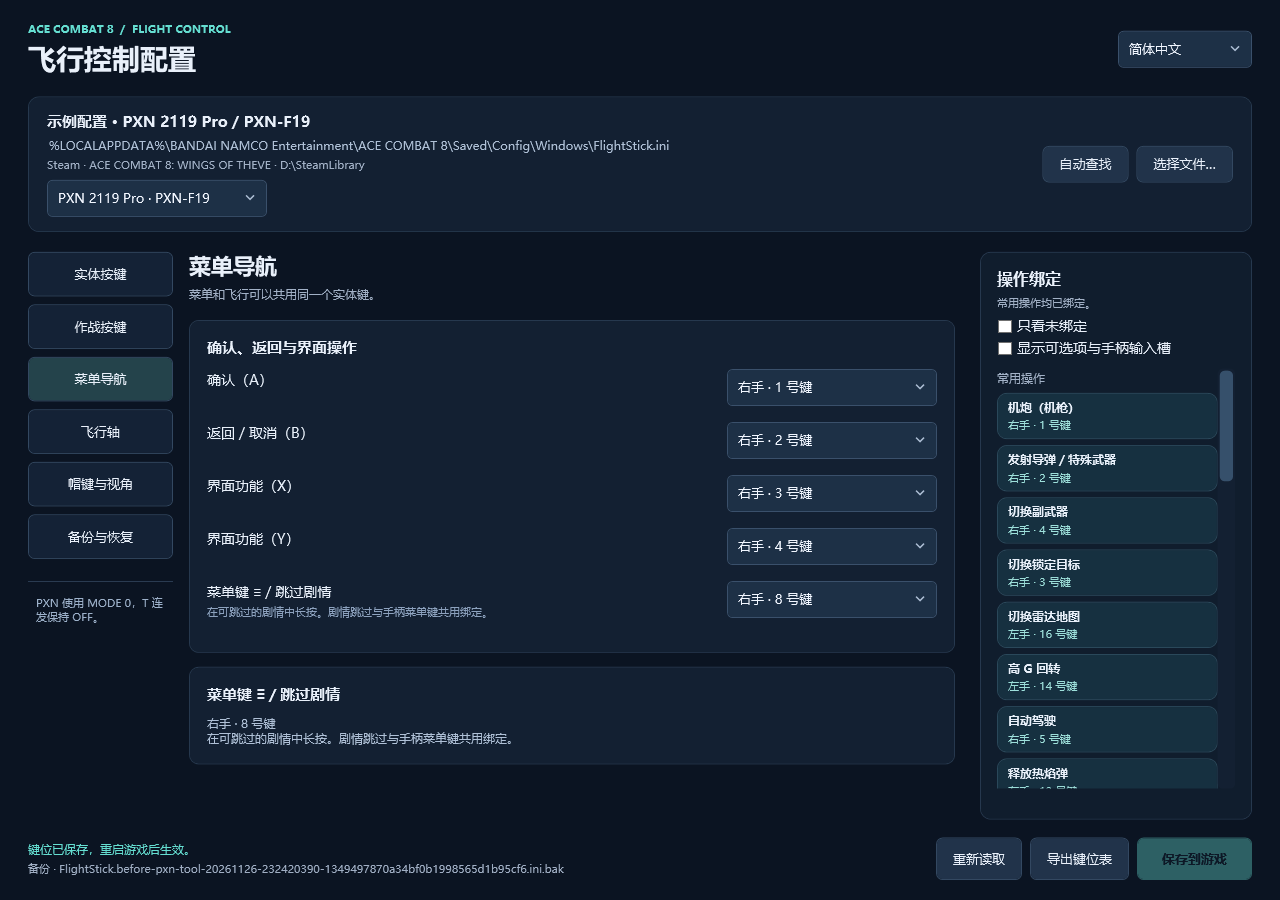 ACE COMBAT 8 / FLIGHT CONTROL
飞行控制配置
简体中文
示例配置 • PXN 2119 Pro / PXN-F19
%LOCALAPPDATA%\BANDAI NAMCO Entertainment\ACE COMBAT 8\Saved\Config\Windows\FlightStick.ini
Steam · ACE COMBAT 8: WINGS OF THEVE · D:\SteamLibrary
PXN 2119 Pro · PXN-F19
自动查找
选择文件...
实体按键
作战按键
菜单导航
飞行轴
帽键与视角
备份与恢复
PXN 使用 MODE 0，T 连
发保持 OFF。
菜单导航
菜单和飞行可以共用同一个实体键。
确认、返回与界面操作
确认（A）
右手 · 1 号键
返回 / 取消（B）
右手 · 2 号键
界面功能（X）
右手 · 3 号键
界面功能（Y）
右手 · 4 号键
菜单键 ≡ / 跳过剧情
在可跳过的剧情中长按。剧情跳过与手柄菜单键共用绑定。
右手 · 8 号键
菜单键 ☰ / 跳过剧情
右手 · 8 号键
在可跳过的剧情中长按。剧情跳过与手柄菜单键共用绑定。
操作绑定
常用操作均已绑定。
只看未绑定
显示可选项与手柄输入槽
常用操作
机炮（机枪）
右手 · 1 号键
发射导弹 / 特殊武器
右手 · 2 号键
切换副武器
右手 · 4 号键
切换锁定目标
右手 · 3 号键
切换雷达地图
左手 · 16 号键
高 G 回转
左手 · 14 号键
自动驾驶
右手 · 5 号键
释放热焰弹
键位已保存，重启游戏后生效。
备份 · FlightStick.before-pxn-tool-20261126-232420390-1349497870a34bf0b1998565d1b95cf6.ini.bak
重新读取
导出键位表
保存到游戏